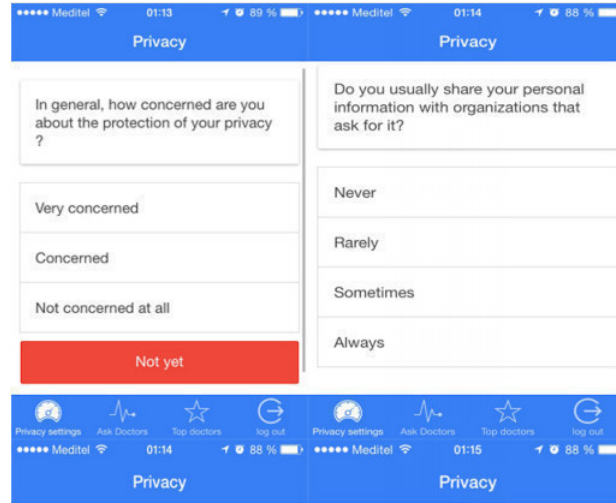 Meditel 01:13 89 %
Privacy
In general, how concerned are you
about the protection of your privacy
?
Very concerned
Concerned
Not concerned at all
Not yet
Privacy settings Ask Doctors Top doctors log out
Meditel 01:14 88 %
Privacy
Do you usually share your personal
information with organizations that
ask for it?
Never
Rarely
Sometimes
Always
Privacy settings Ask Doctors Top doctors log out
Meditel 01:14 88 %
Privacy
Meditel 01:15 88 %
Privacy